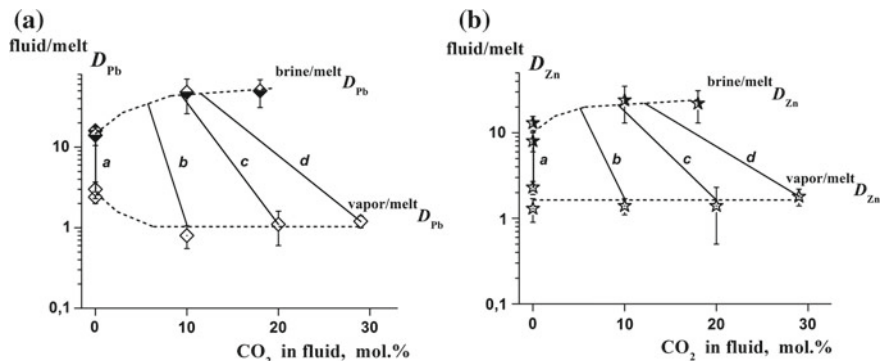 (a)
fluid/melt
D Pb
brine/melt
D Pb
10
a
b
c
d
1
vapor/melt
D Pb
0,1
0
10
20
30
CO2 in fluid, mol.%
(b)
fluid/melt
D Zn
brine/melt
D Zn
10
a
b
c
d
vapor/melt
D Zn
1
0,1
0
10
20
30
CO2 in fluid, mol.%